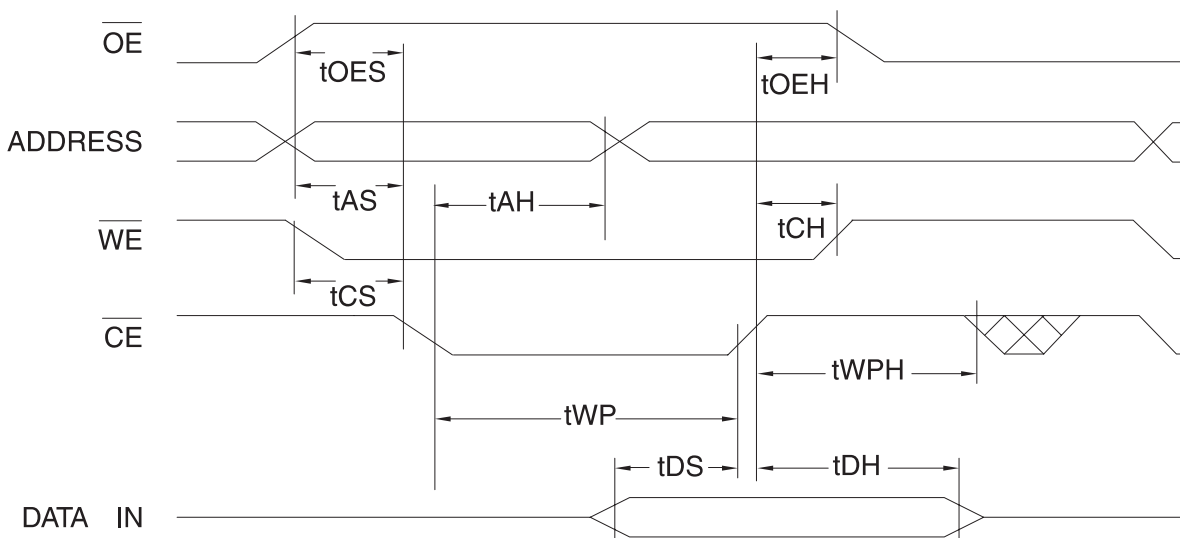 OE
tOES
tOEH
ADDRESS
tAS
tAH
tCH
WE
tCS
CE
tWPH
tWP
tDS
tDH
DATA IN